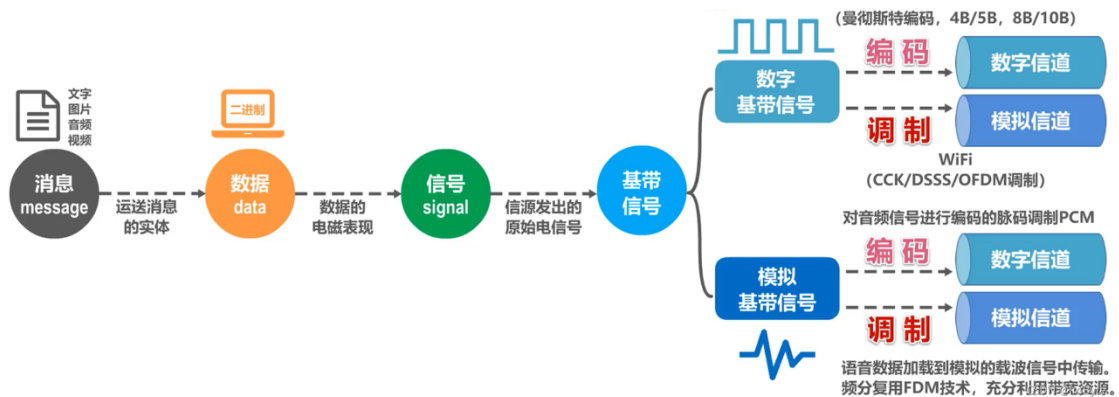 文字
图片
音频
视频
消息
message
运送消息
的实体
二进制
数据
data
数据的
电磁表现
信号
signal
信源发出的
原始电信号
基带
信号
数字
基带信号
(曼彻斯特编码，4B/5B，8B/10B)
编码
数字信道
调制
模拟信道
WiFi
(CCK/DSSS/OFDM调制)
模拟
基带信号
对音频信号进行编码的脉码调制PCM
编码
数字信道
调制
模拟信道
语音数据加载到模拟的载波信号中传输。
频分复用FDM技术，充分利用带宽资源。